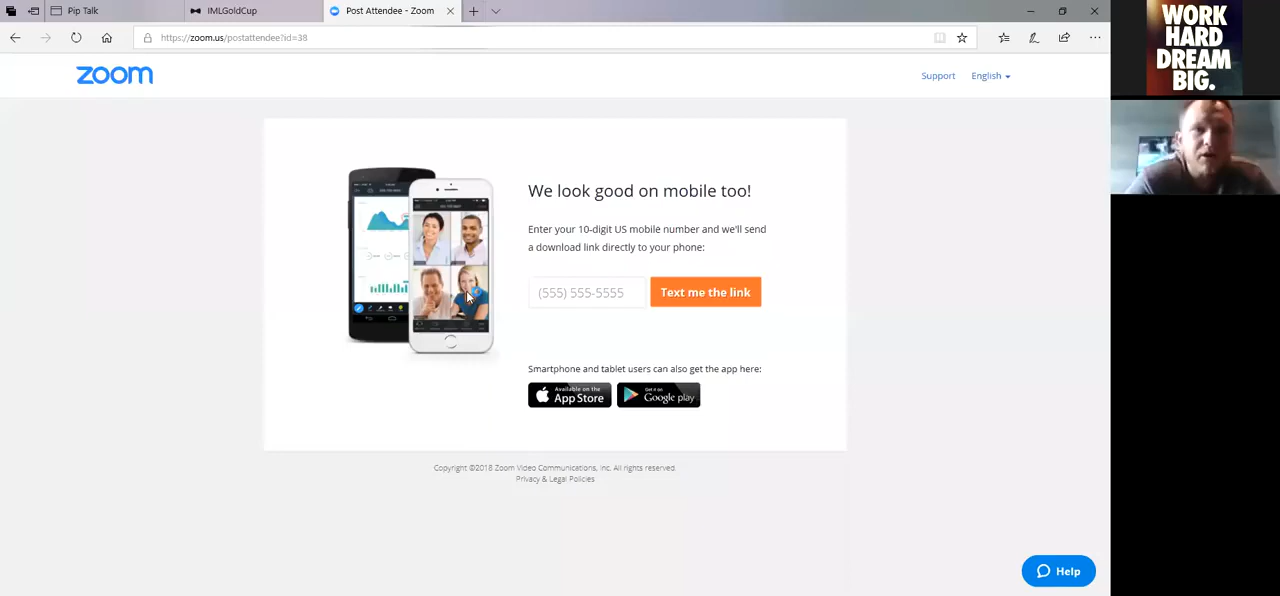 Pip Talk
IMLGoldCup
Post Attendee - Zoom
https://zoom.us/postattendee?id=38
zoom
Support
English
We look good on mobile too!
Enter your 10-digit US mobile number and we'll send
a download link directly to your phone:
(555) 555-5555
Text me the link
Smartphone and tablet users can also get the app here:
Available on the
App Store
Get it on
Google play
Copyright ©2018 Zoom Video Communications, Inc. All rights reserved.
Privacy & Legal Policies
Help
WORK
HARD
DREAM
BIG.